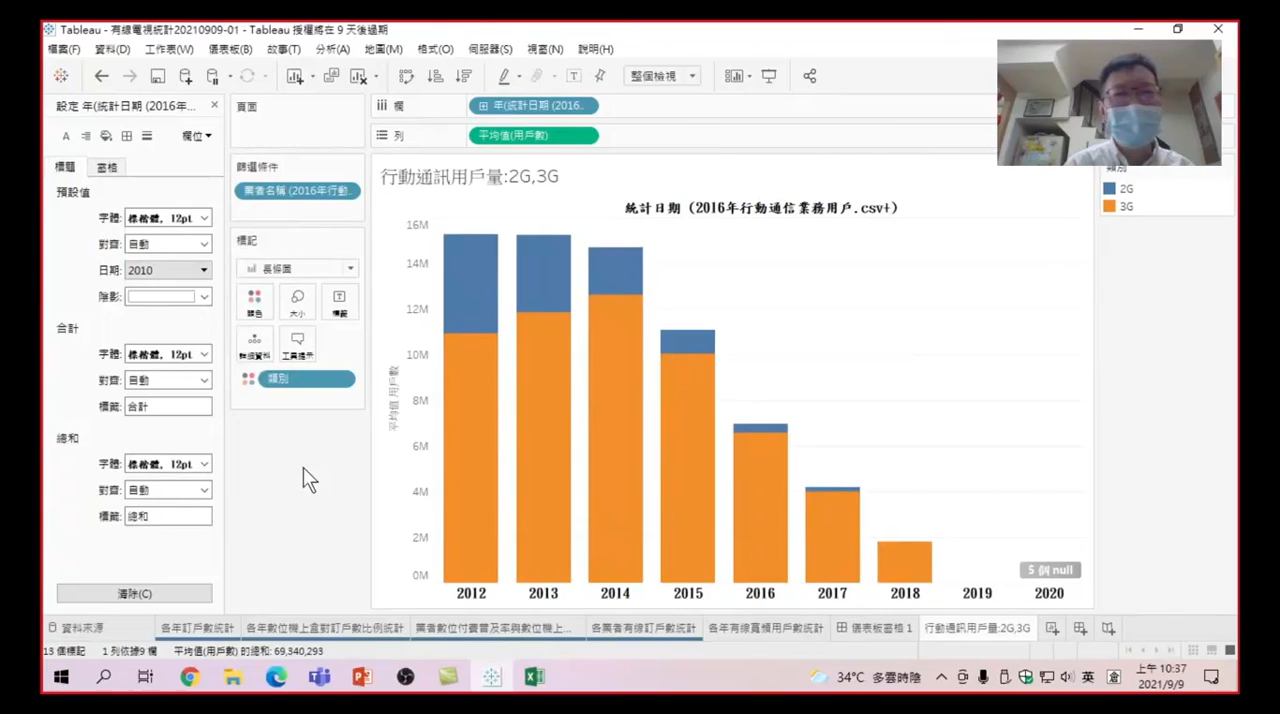 Tableau - 有線電視統計20210909-01 - Tableau 授權將在 9 天後過期
檔案(F) 資料(D) 工作表(W) 儀表板(B) 故事(T) 分析(A) 地圖(M) 格式(O) 伺服器(S) 視窗(N) 說明(H)
整個檢視
設定 年(統計日期 (2016年...
欄位
標題 窗格
預設值
字體: 標楷體, 12pt
對齊: 自動
日期: 2010
陰影:
合計
字體: 標楷體, 12pt
對齊: 自動
標籤: 合計
總和
字體: 標楷體, 12pt
對齊: 自動
標籤: 總和
清除(C)
頁面
篩選條件
業者名稱 (2016年行動..
標記
長條圖
顏色 大小 標籤
詳細資料 工具提示
類別
欄 年(統計日期 (2016..
列 平均值(用戶數)
行動通訊用戶量:2G,3G
統計日期 (2016年行動通信業務用戶.csv+)
平均值 用戶數
16M
14M
12M
10M
8M
6M
4M
2M
0M
2012 2013 2014 2015 2016 2017 2018 2019 2020
5 個 null
類別
2G
3G
資料來源 各年訂戶數統計 各年數位機上盒對訂戶數比例統計 業者數位付費普及率與數位機上... 各業者有線訂戶數統計 各年有線寬頻用戶數統計 儀表板窗格 1 行動通訊用戶量:2G,3G
13 個標記 1 列依據9 欄 平均值(用戶數) 的總和: 69,340,293
34°C 多雲時陰 英 倉 上午 10:37
2021/9/9